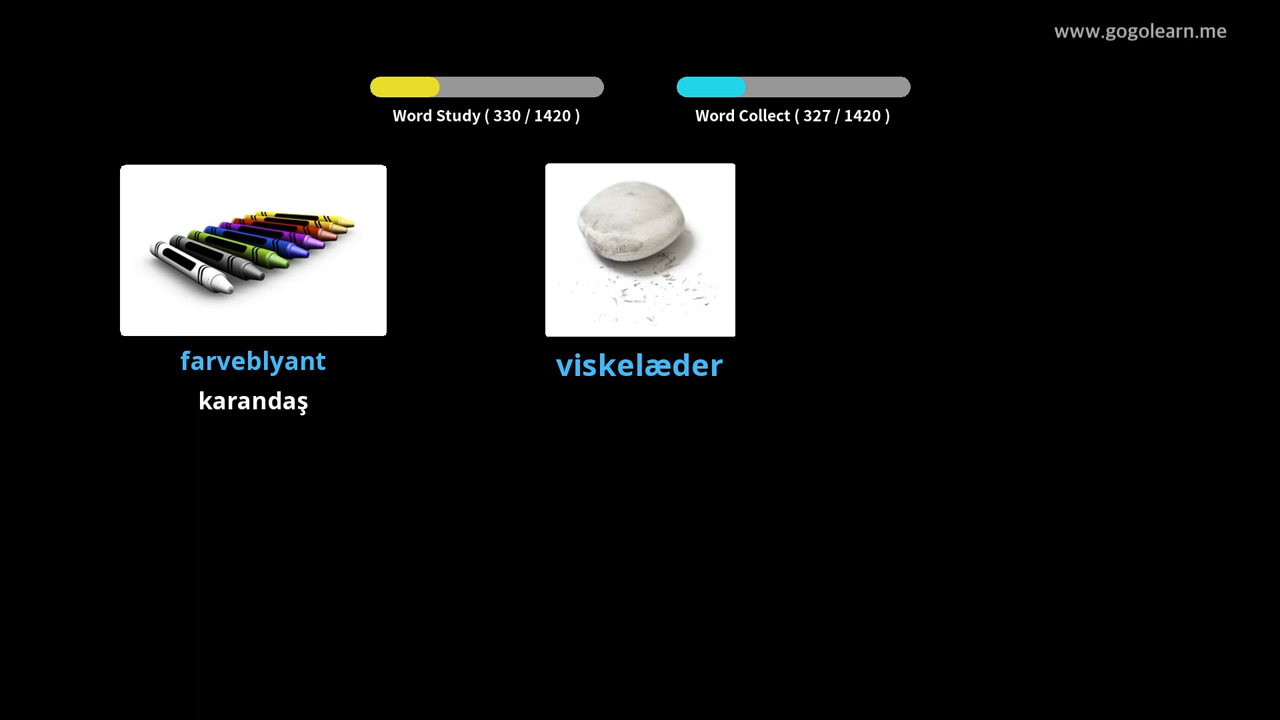 www.gogolearn.me
Word Study ( 330 / 1420 )
Word Collect ( 327 / 1420 )
farveblyant
karandaş
viskelæder